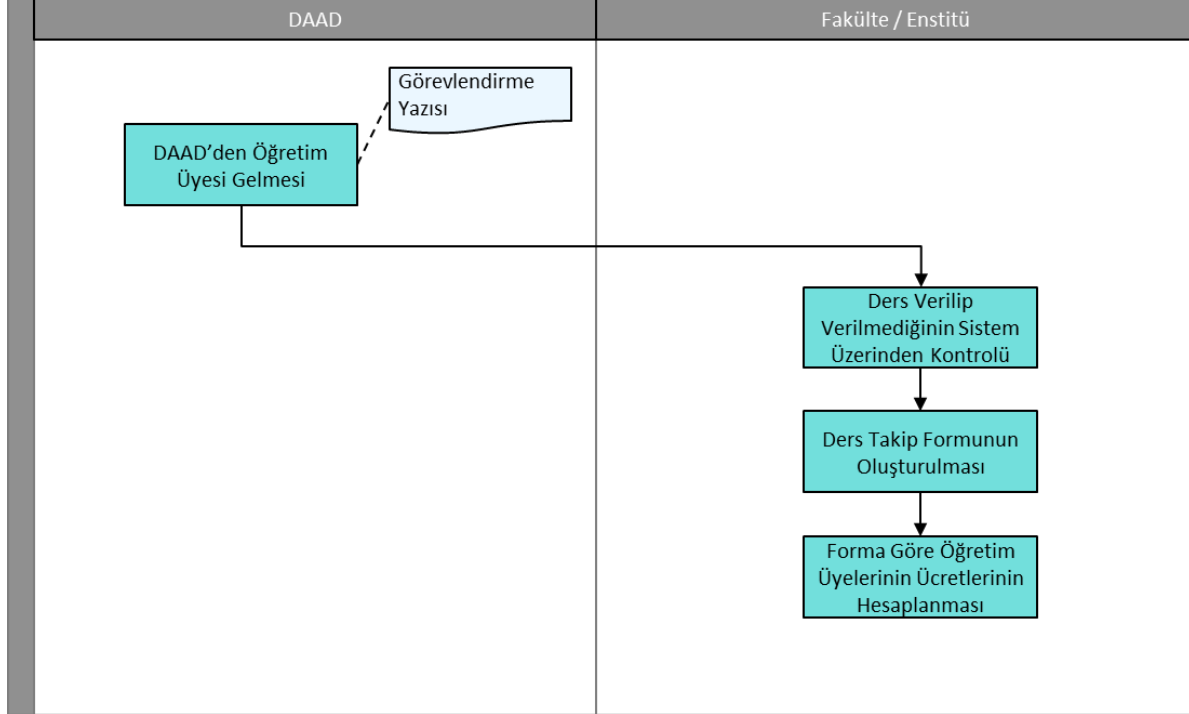 DAAD
Fakülte / Enstitü
Görevlendirme
Yazısı
DAAD’den Öğretim
Üyesi Gelmesi
Ders Verilip
Verilmediğinin Sistem
Üzerinden Kontrolü
Ders Takip Formunun
Oluşturulması
Forma Göre Öğretim
Üyelerinin Ücretlerinin
Hesaplanması